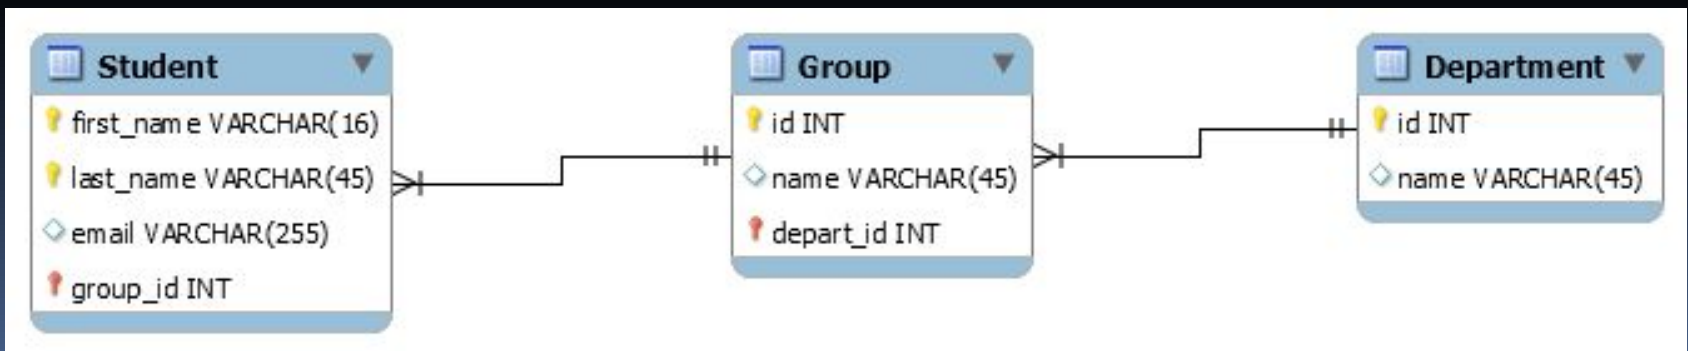 Student
first_name VARCHAR(16)
last_name VARCHAR(45)
email VARCHAR(255)
group_id INT
Group
id INT
name VARCHAR(45)
depart_id INT
Department
id INT
name VARCHAR(45)